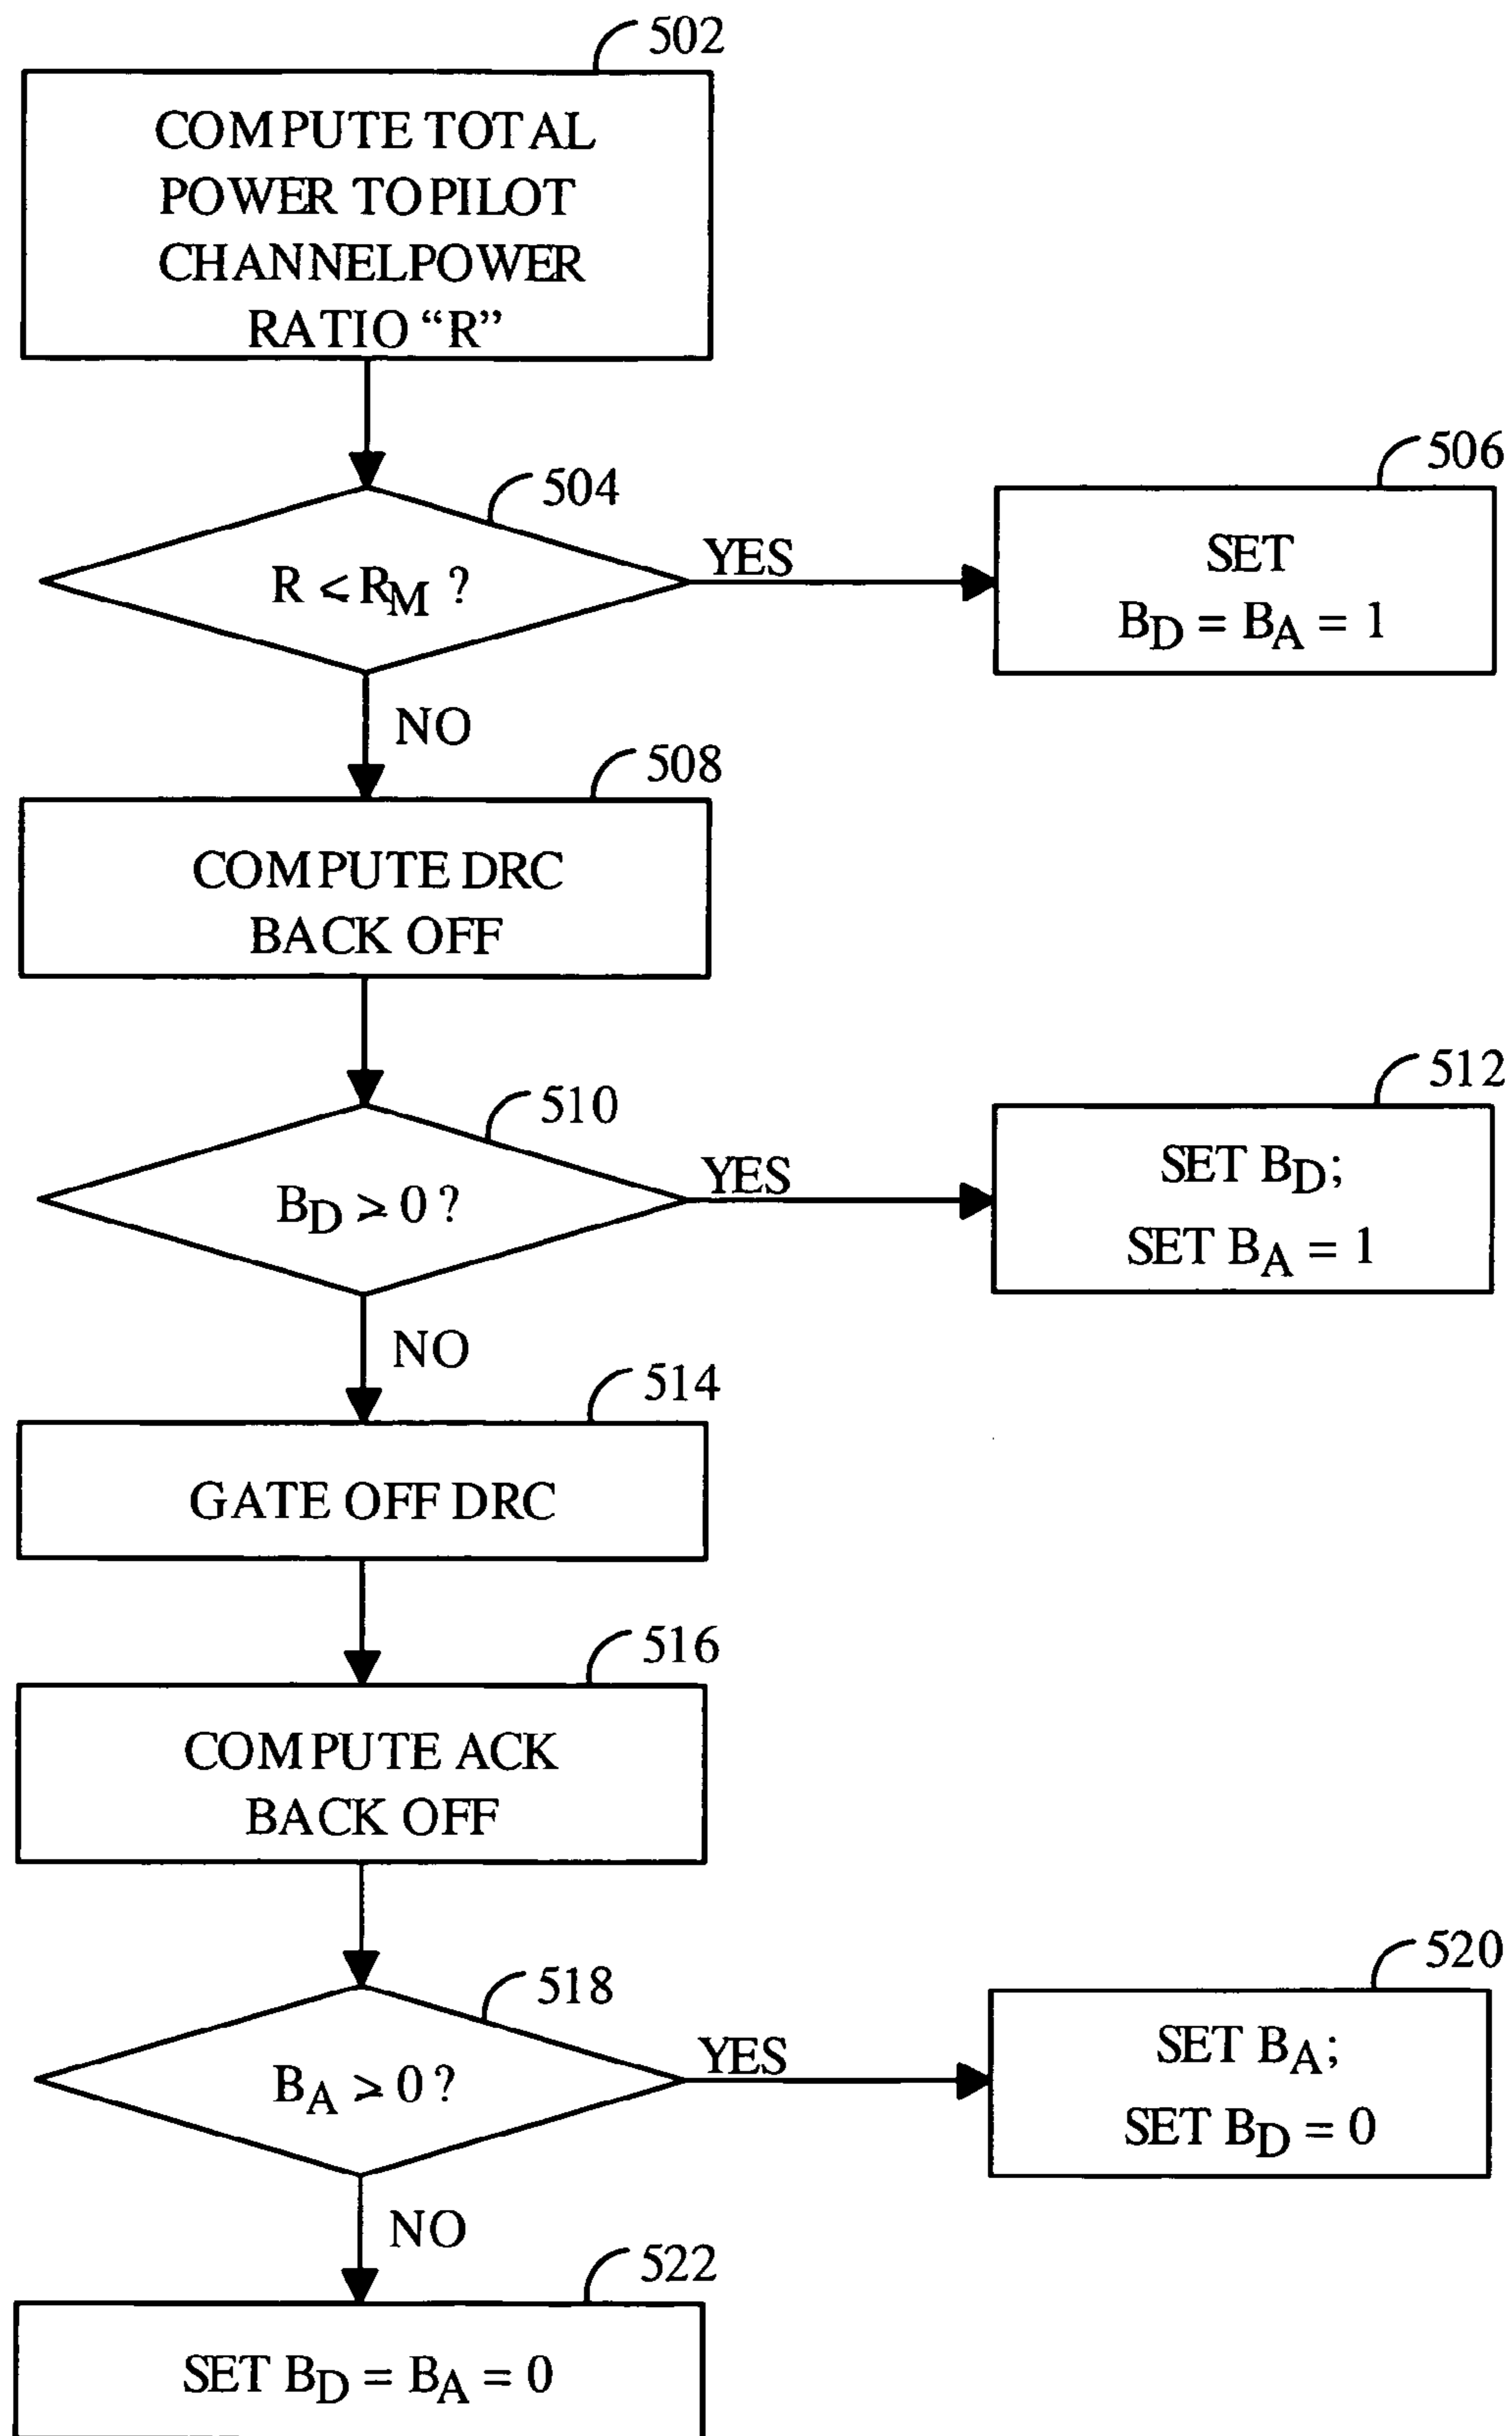 502
COMPUTE TOTAL
POWER TO PILOT
CHANNEL POWER
RATIO “R”
504
R < RM ?
YES
506
SET
BD = BA = 1
NO
508
COMPUTE DRC
BACK OFF
510
BD > 0 ?
YES
512
SET BD;
SET BA = 1
NO
514
GATE OFF DRC
516
COMPUTE ACK
BACK OFF
518
BA > 0 ?
YES
520
SET BA;
SET BD = 0
NO
522
SET BD = BA = 0